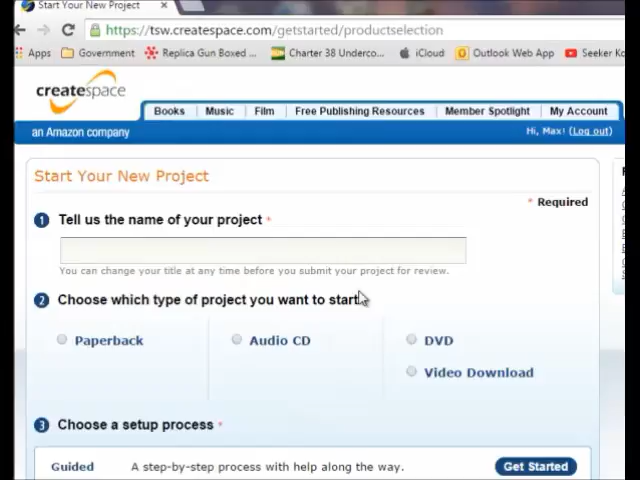 Start Your New Project
https://tsw.createspace.com/getstarted/productselection
Apps Government Replica Gun Boxed ... Charter 38 Underco... iCloud Outlook Web App Seeker Ko
createspace
Books Music Film Free Publishing Resources Member Spotlight My Account
an Amazon company Hi, Max! (Log out)
Start Your New Project
* Required
1 Tell us the name of your project *
You can change your title at any time before you submit your project for review.
2 Choose which type of project you want to start
Paperback Audio CD DVD
Video Download
3 Choose a setup process *
Guided A step-by-step process with help along the way. Get Started